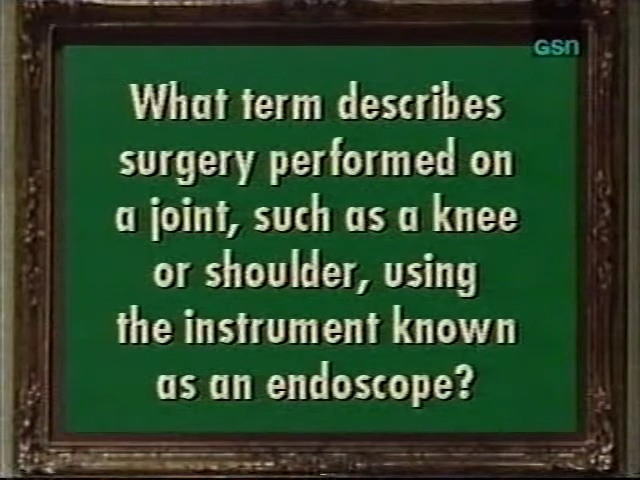 GSN
What term describes
surgery performed on
a joint, such as a knee
or shoulder, using
the instrument known
as an endoscope?